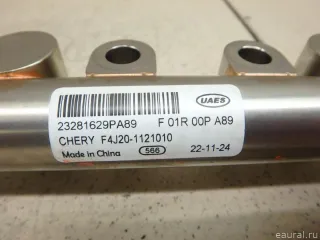 UAES
23281629PA89 F 01R 00P A89
CHERY F4J20-1121010
Made in China 566 22-11-24
© eaural.ru